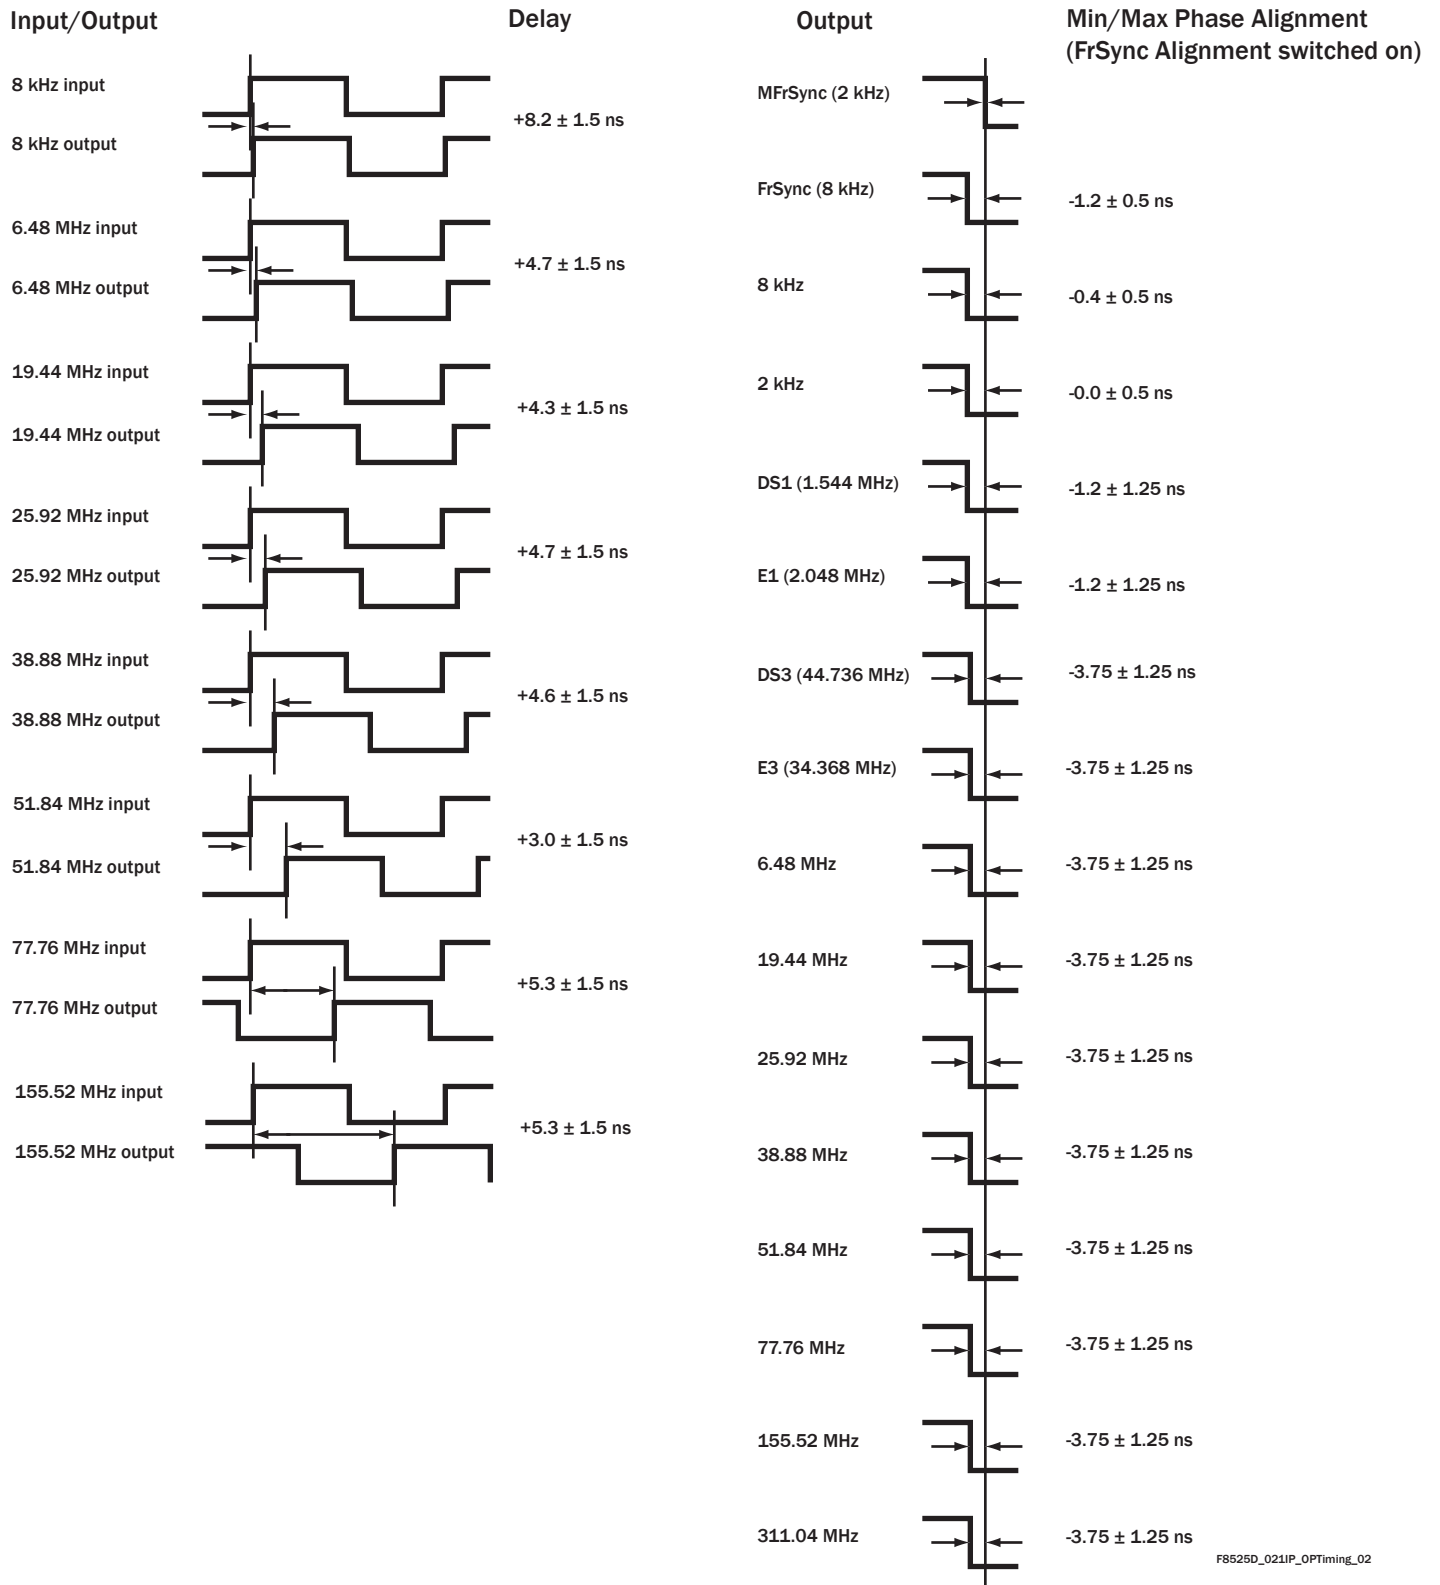 Input/Output
Delay
8 kHz input
+8.2 ± 1.5 ns
8 kHz output
6.48 MHz input
+4.7 ± 1.5 ns
6.48 MHz output
19.44 MHz input
+4.3 ± 1.5 ns
19.44 MHz output
25.92 MHz input
+4.7 ± 1.5 ns
25.92 MHz output
38.88 MHz input
+4.6 ± 1.5 ns
38.88 MHz output
51.84 MHz input
+3.0 ± 1.5 ns
51.84 MHz output
77.76 MHz input
+5.3 ± 1.5 ns
77.76 MHz output
155.52 MHz input
+5.3 ± 1.5 ns
155.52 MHz output
Output
Min/Max Phase Alignment
(FrSync Alignment switched on)
MFrSync (2 kHz)
FrSync (8 kHz)
-1.2 ± 0.5 ns
8 kHz
-0.4 ± 0.5 ns
2 kHz
-0.0 ± 0.5 ns
DS1 (1.544 MHz)
-1.2 ± 1.25 ns
E1 (2.048 MHz)
-1.2 ± 1.25 ns
DS3 (44.736 MHz)
-3.75 ± 1.25 ns
E3 (34.368 MHz)
-3.75 ± 1.25 ns
6.48 MHz
-3.75 ± 1.25 ns
19.44 MHz
-3.75 ± 1.25 ns
25.92 MHz
-3.75 ± 1.25 ns
38.88 MHz
-3.75 ± 1.25 ns
51.84 MHz
-3.75 ± 1.25 ns
77.76 MHz
-3.75 ± 1.25 ns
155.52 MHz
-3.75 ± 1.25 ns
311.04 MHz
-3.75 ± 1.25 ns
F8525D_021IP_OPTiming_02